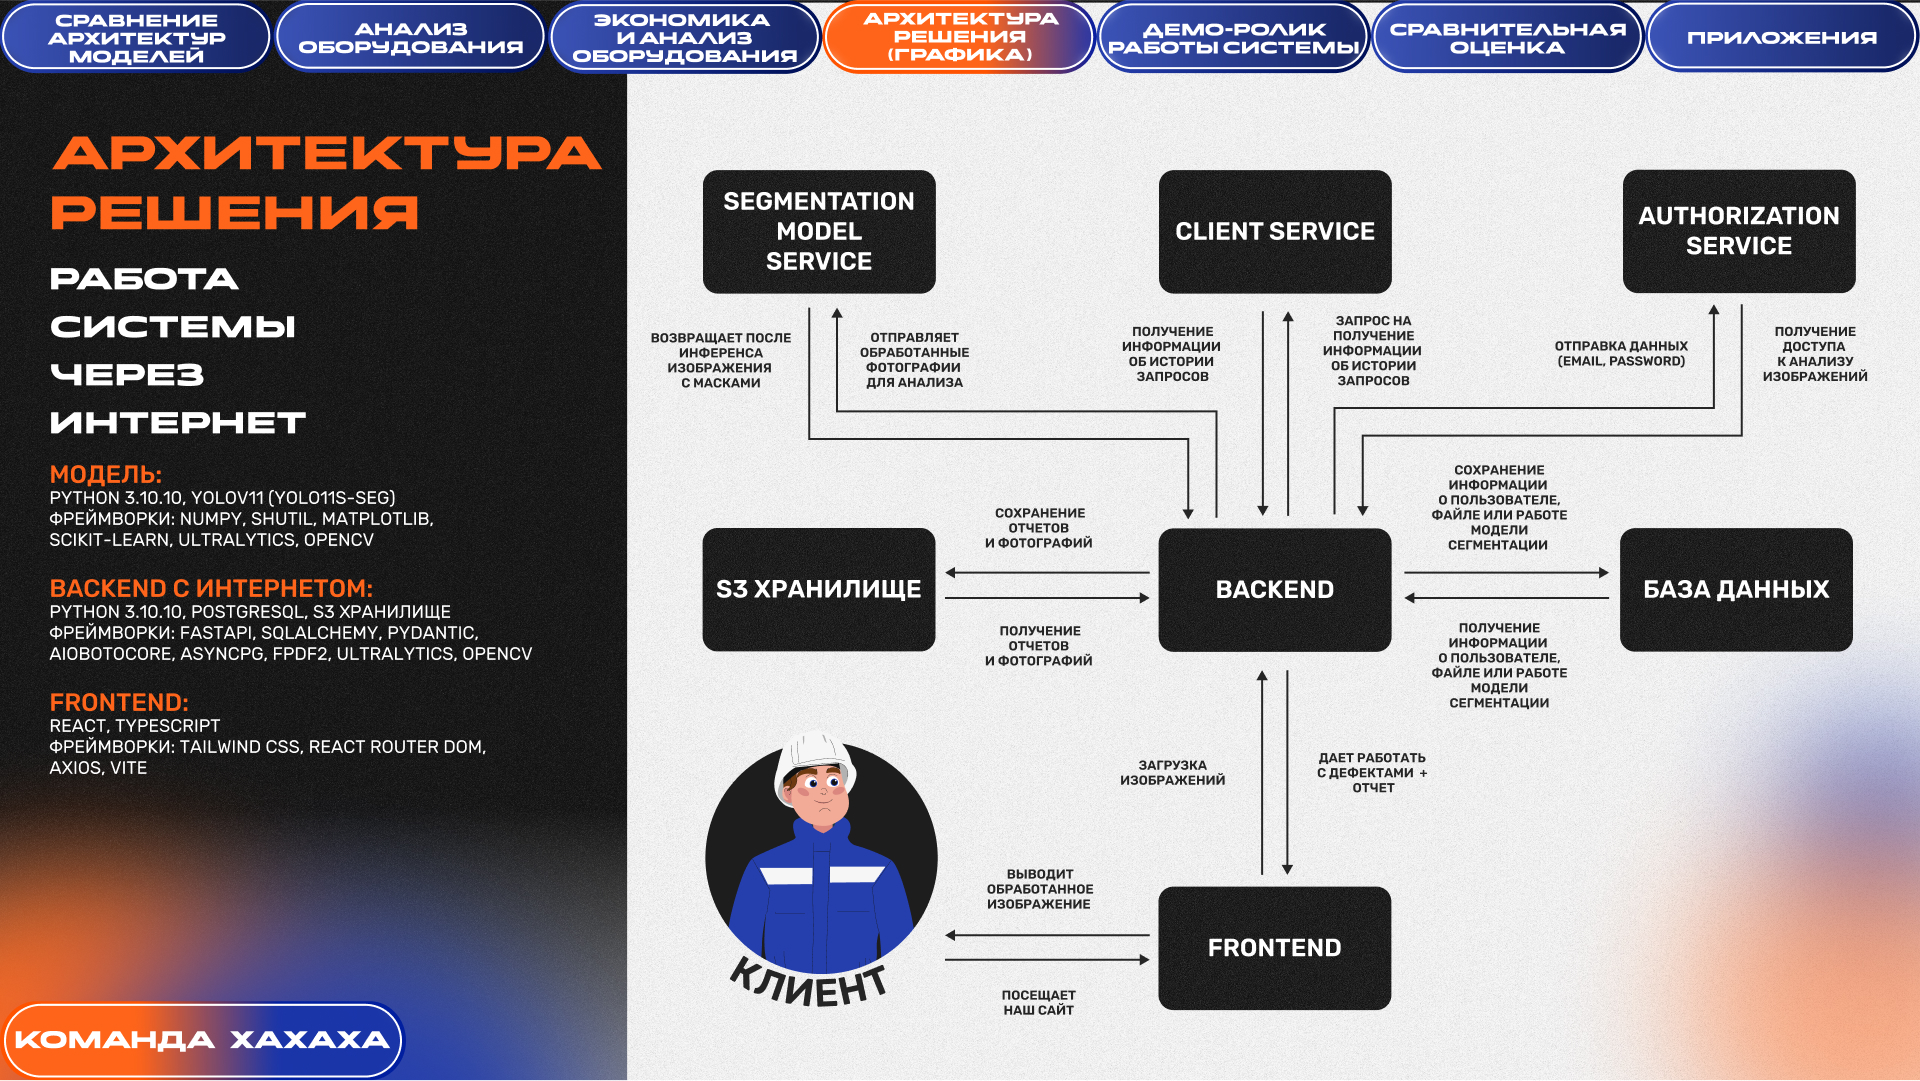 СРАВНЕНИЕ
АРХИТЕКТУР
МОДЕЛЕЙ
АНАЛИЗ
ОБОРУДОВАНИЯ
ЭКОНОМИКА
И АНАЛИЗ
ОБОРУДОВАНИЯ
АРХИТЕКТУРА
РЕШЕНИЯ
(ГРАФИКА)
ДЕМО-РОЛИК
РАБОТЫ СИСТЕМЫ
СРАВНИТЕЛЬНАЯ
ОЦЕНКА
ПРИЛОЖЕНИЯ
АРХИТЕКТУРА
РЕШЕНИЯ
РАБОТА
СИСТЕМЫ
ЧЕРЕЗ
ИНТЕРНЕТ
МОДЕЛЬ:
PYTHON 3.10.10, YOLOV11 (YOLO11S-SEG)
ФРЕЙМВОРКИ: NUMPY, SHUTIL, MATPLOTLIB,
SCIKIT-LEARN, ULTRALYTICS, OPENCV
BACKEND С ИНТЕРНЕТОМ:
PYTHON 3.10.10, POSTGRESQL, S3 ХРАНИЛИЩЕ
ФРЕЙМВОРКИ: FASTAPI, SQLALCHEMY, PYDANTIC,
AIOBOTOCORE, ASYNCPG, FPDF2, ULTRALYTICS, OPENCV
FRONTEND:
REACT, TYPESCRIPT
ФРЕЙМВОРКИ: TAILWIND CSS, REACT ROUTER DOM,
AXIOS, VITE
КОМАНДА ХАХАХА
SEGMENTATION
MODEL
SERVICE
CLIENT SERVICE
AUTHORIZATION
SERVICE
ВОЗВРАЩАЕТ ПОСЛЕ
ИНФЕРЕНСА
ИЗОБРАЖЕНИЯ
С МАСКАМИ
ОТПРАВЛЯЕТ
ОБРАБОТАННЫЕ
ФОТОГРАФИИ
ДЛЯ АНАЛИЗА
ПОЛУЧЕНИЕ
ИНФОРМАЦИИ
ОБ ИСТОРИИ
ЗАПРОСОВ
ЗАПРОС НА
ПОЛУЧЕНИЕ
ИНФОРМАЦИИ
ОБ ИСТОРИИ
ЗАПРОСОВ
ОТПРАВКА ДАННЫХ
(EMAIL, PASSWORD)
ПОЛУЧЕНИЕ
ДОСТУПА
К АНАЛИЗУ
ИЗОБРАЖЕНИЙ
СОХРАНЕНИЕ
ОТЧЕТОВ
И ФОТОГРАФИЙ
СОХРАНЕНИЕ
ИНФОРМАЦИИ
О ПОЛЬЗОВАТЕЛЕ,
ФАЙЛЕ ИЛИ РАБОТЕ
МОДЕЛИ
СЕГМЕНТАЦИИ
S3 ХРАНИЛИЩЕ
BACKEND
БАЗА ДАННЫХ
ПОЛУЧЕНИЕ
ОТЧЕТОВ
И ФОТОГРАФИЙ
ПОЛУЧЕНИЕ
ИНФОРМАЦИИ
О ПОЛЬЗОВАТЕЛЕ,
ФАЙЛЕ ИЛИ РАБОТЕ
МОДЕЛИ
СЕГМЕНТАЦИИ
ЗАГРУЗКА
ИЗОБРАЖЕНИЙ
ДАЕТ РАБОТАТЬ
С ДЕФЕКТАМИ +
ОТЧЕТ
ВЫВОДИТ
ОБРАБОТАННОЕ
ИЗОБРАЖЕНИЕ
FRONTEND
КЛИЕНТ
ПОСЕЩАЕТ
НАШ САЙТ